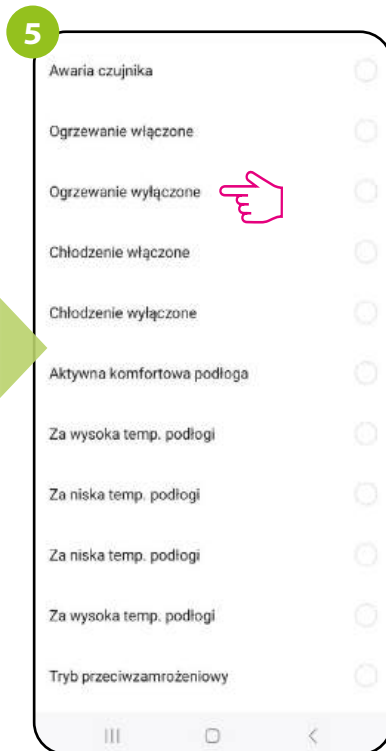 5
Awaria czujnika
Ogrzewanie włączone
Ogrzewanie wyłączone
Chłodzenie włączone
Chłodzenie wyłączone
Aktywna komfortowa podłoga
Za wysoka temp. podłogi
Za niska temp. podłogi
Za niska temp. podłogi
Za wysoka temp. podłogi
Tryb przeciwzamrożeniowy